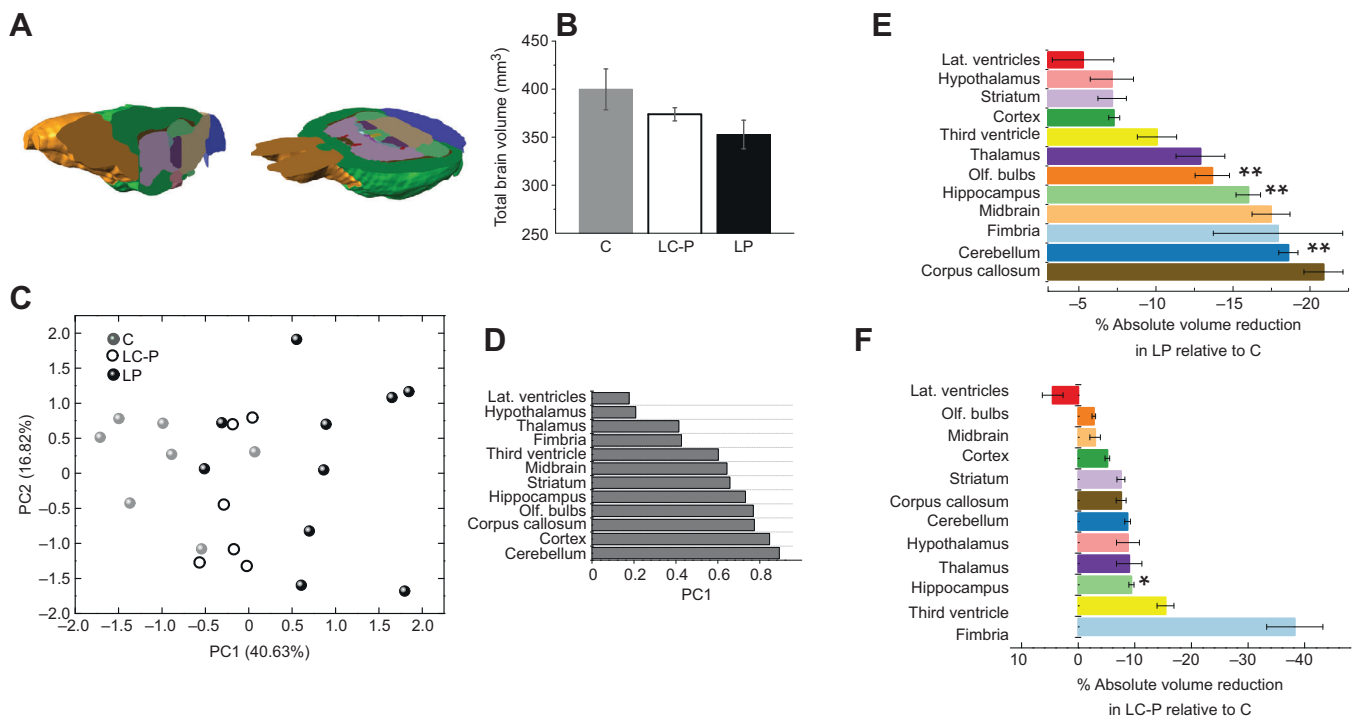 A
B
Total brain volume (mm³)
450
400
350
300
250
C
LC-P
LP
C
C
LC-P
LP
PC2 (16.82%)
2.0
1.5
1.0
0.5
0
–0.5
–1.0
–1.5
–2.0
–2.0
–1.5
–1.0
–0.5
0
0.5
1.0
1.5
2.0
PC1 (40.63%)
D
Lat. ventricles
Hypothalamus
Thalamus
Fimbria
Third ventricle
Midbrain
Striatum
Hippocampus
Olf. bulbs
Corpus callosum
Cortex
Cerebellum
0
0.2
0.4
0.6
0.8
PC1
E
Lat. ventricles
Hypothalamus
Striatum
Cortex
Third ventricle
Thalamus
Olf. bulbs **
Hippocampus **
Midbrain
Fimbria
Cerebellum **
Corpus callosum
–5
–10
–15
–20
% Absolute volume reduction
in LP relative to C
F
Lat. ventricles
Olf. bulbs
Midbrain
Cortex
Striatum
Corpus callosum
Cerebellum
Hypothalamus
Thalamus
Hippocampus *
Third ventricle
Fimbria
10
0
–10
–20
–30
–40
% Absolute volume reduction
in LC-P relative to C